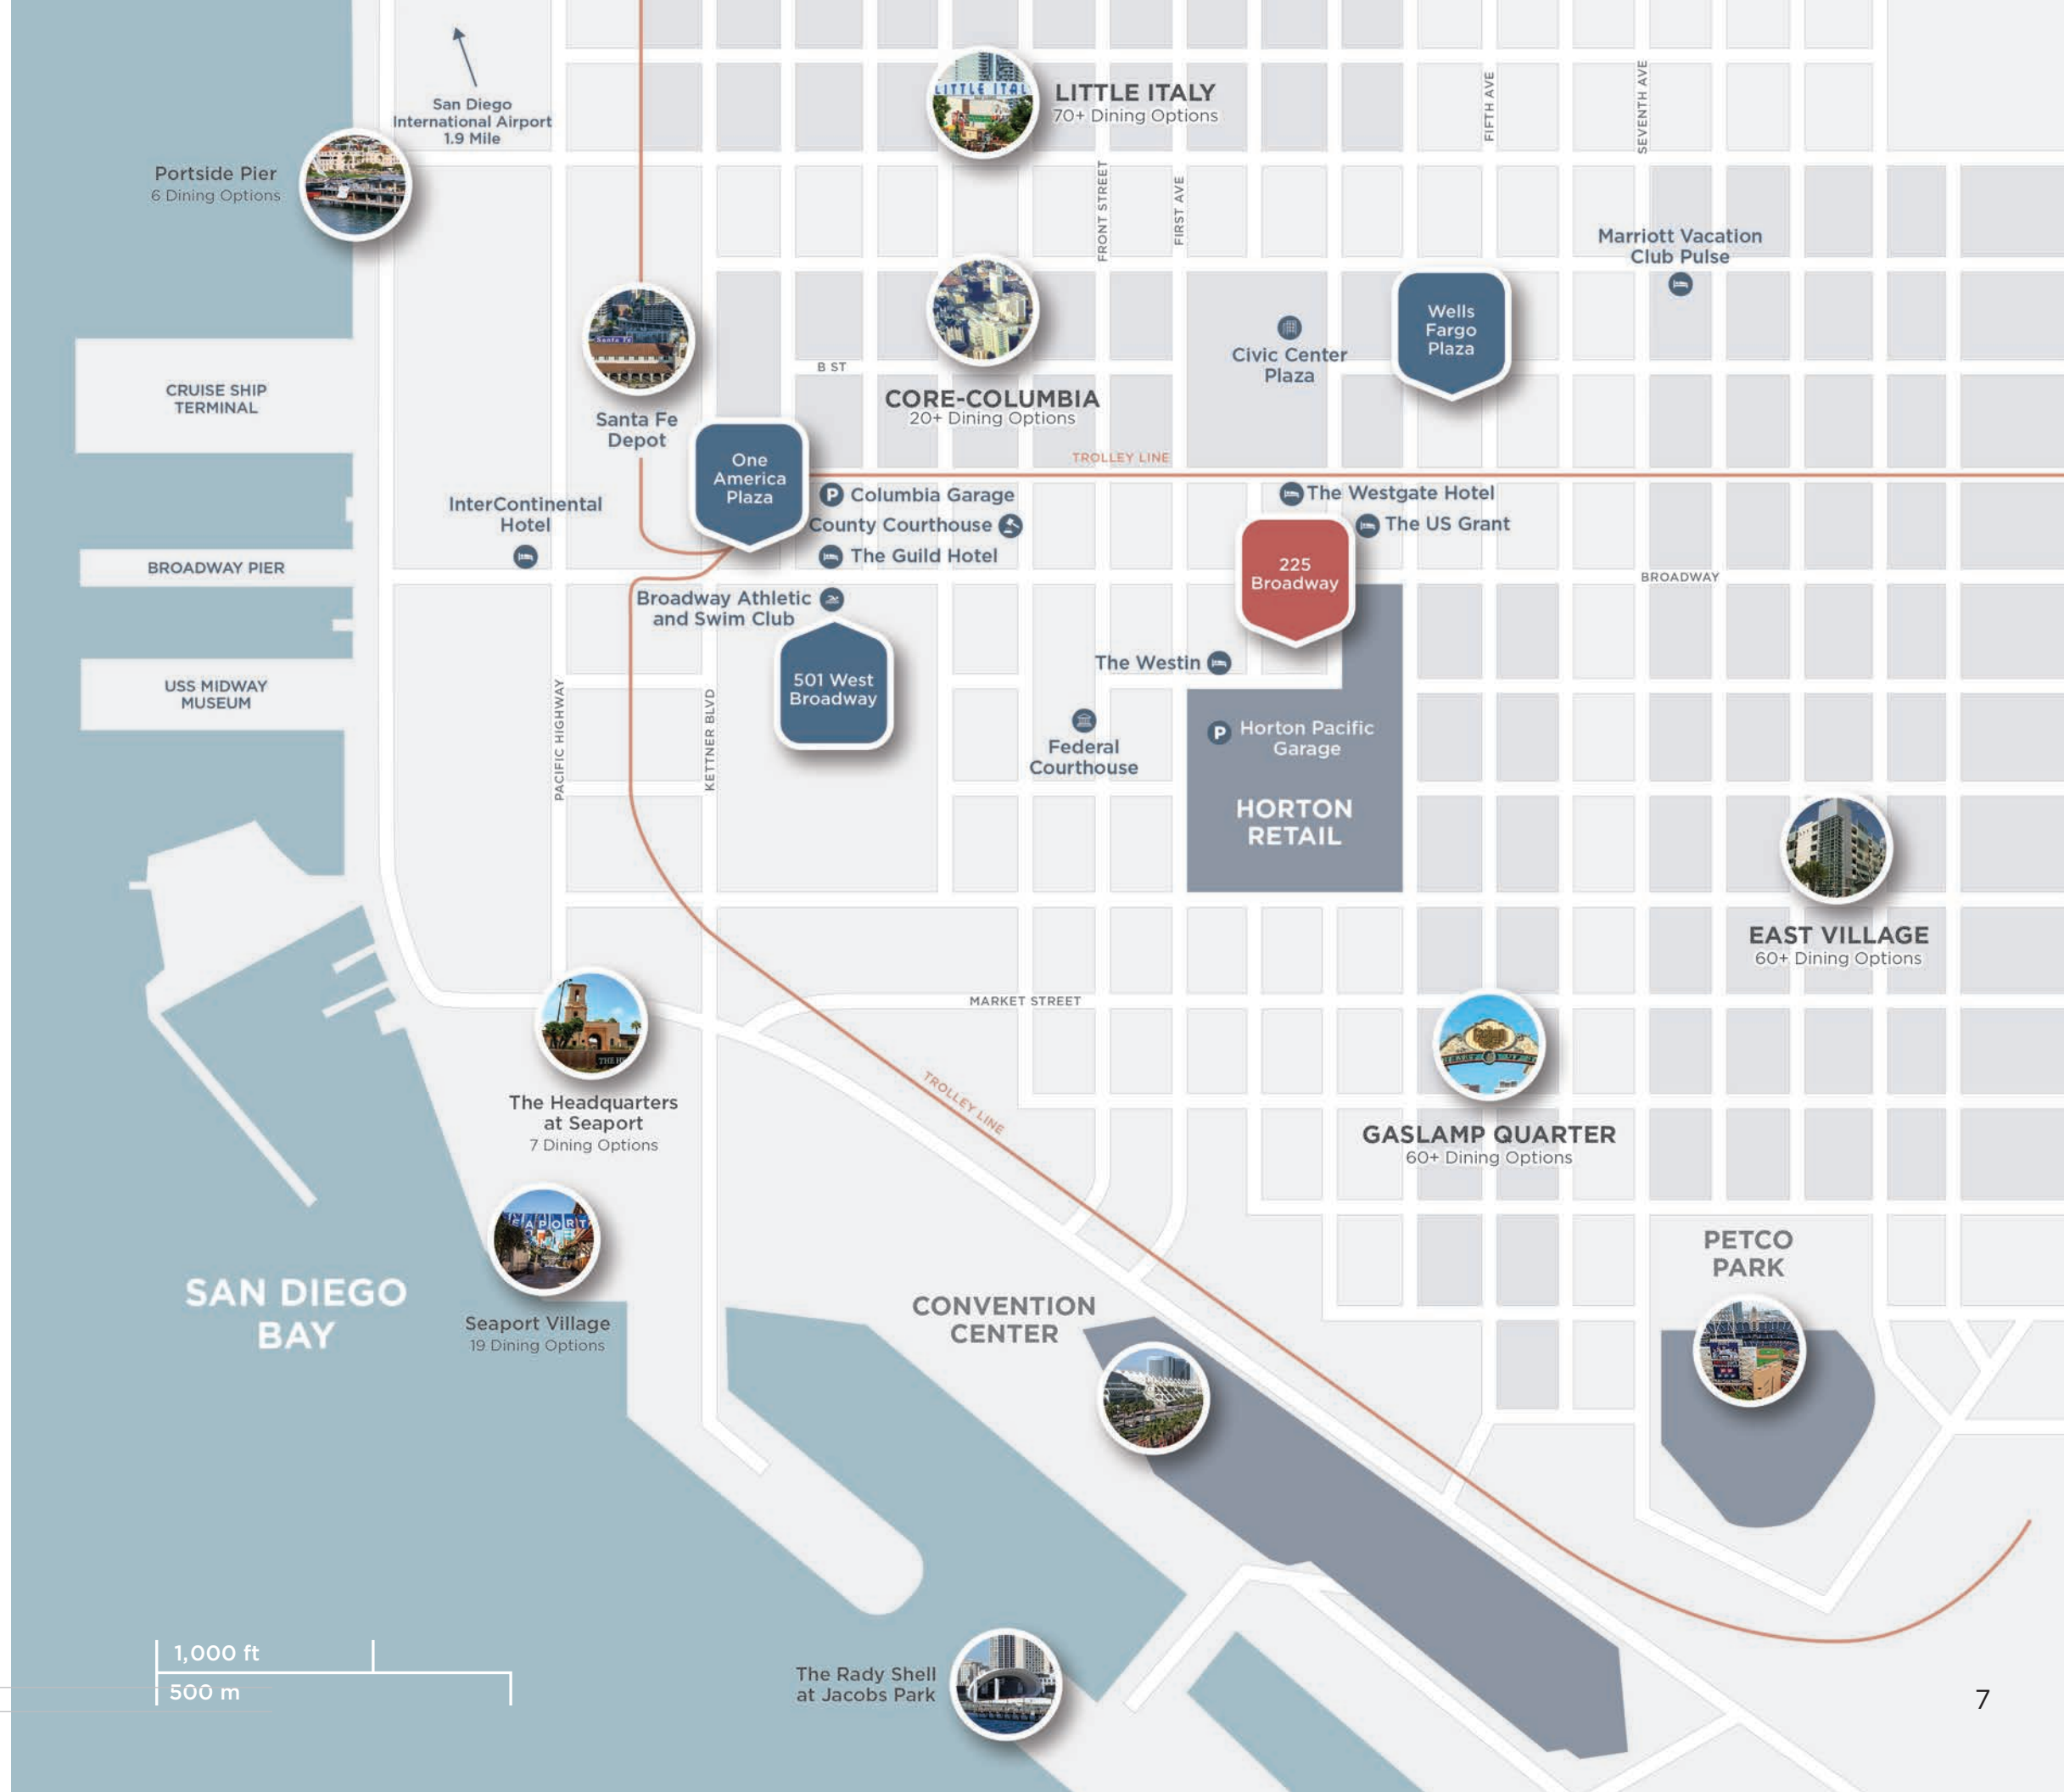 San Diego
International Airport
1.9 Mile
LITTLE ITAL
LITTLE ITALY
70+ Dining Options
FIFTH AVE
SEVENTH AVE
Portside Pier
6 Dining Options
FRONT STREET
FIRST AVE
Marriott Vacation
Club Pulse
Santa Fe
Wells
Fargo
Plaza
Civic Center
Plaza
B ST
CRUISE SHIP
TERMINAL
CORE-COLUMBIA
20+ Dining Options
Santa Fe
Depot
One
America
Plaza
TROLLEY LINE
InterContinental
Hotel
Columbia Garage
P
County Courthouse
The Guild Hotel
The Westgate Hotel
The US Grant
225
Broadway
BROADWAY PIER
BROADWAY
Broadway Athletic
and Swim Club
The Westin
501 West
Broadway
USS MIDWAY
MUSEUM
PACIFIC HIGHWAY
KETTNER BLVD
Federal
Courthouse
P
Horton Pacific
Garage
HORTON
RETAIL
EAST VILLAGE
60+ Dining Options
MARKET STREET
THE H
The Headquarters
at Seaport
7 Dining Options
TROLLEY LINE
GASLAMP QUARTER
60+ Dining Options
EAPORT
PETCO
PARK
SAN DIEGO
BAY
Seaport Village
19 Dining Options
CONVENTION
CENTER
1,000 ft
500 m
The Rady Shell
at Jacobs Park
7